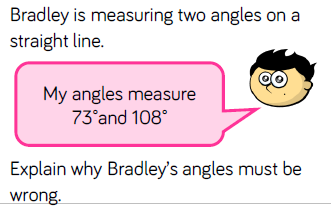 Bradley is measuring two angles on a
straight line.
My angles measure
73°and 108°
Explain why Bradley's angles must be
wrong.